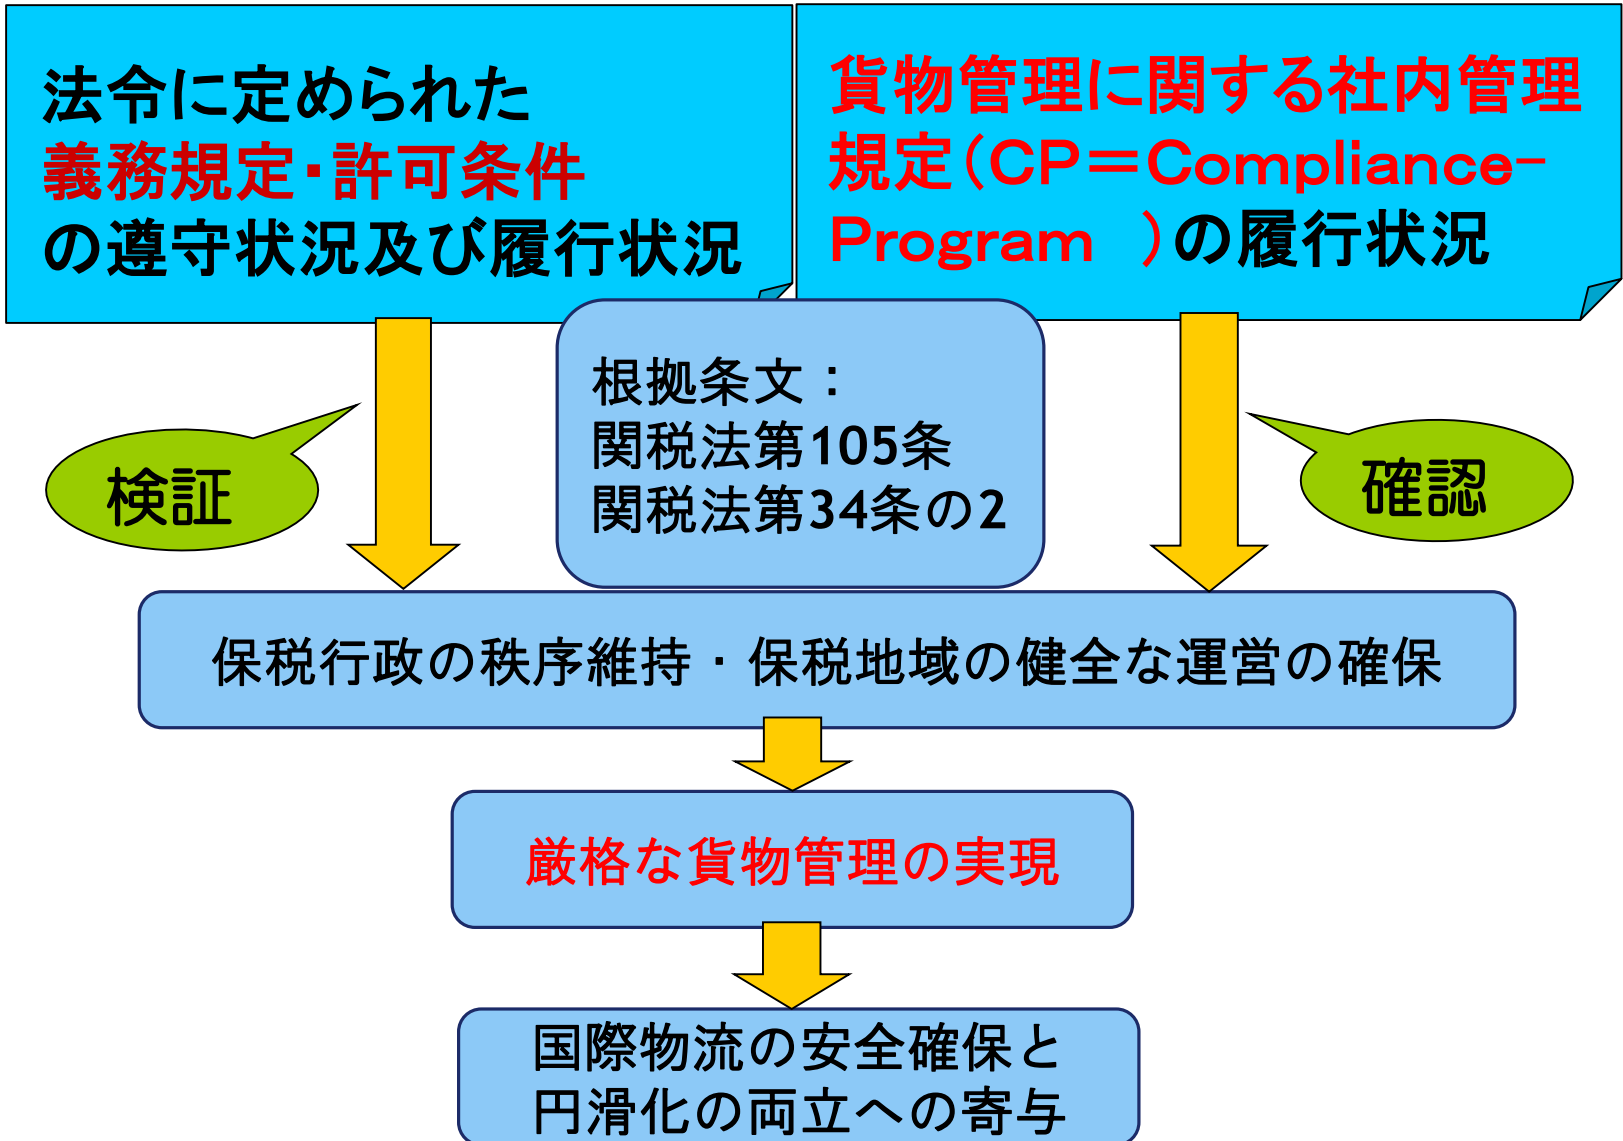 法令に定められた
義務規定・許可条件
の遵守状況及び履行状況
貨物管理に関する社内管理
規定（CP＝Compliance-
Program　）の履行状況
根拠条文：
関税法第105条
関税法第34条の2
検証
確認
保税行政の秩序維持・保税地域の健全な運営の確保
厳格な貨物管理の実現
国際物流の安全確保と
円滑化の両立への寄与